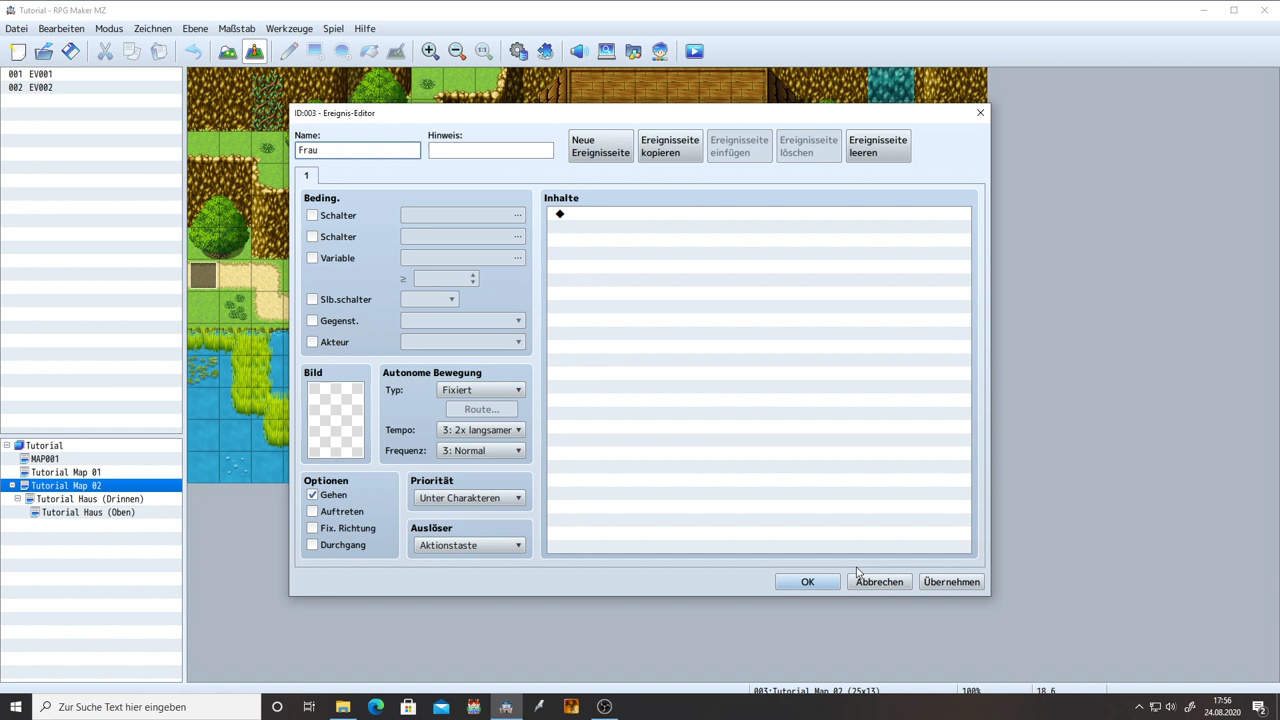 Tutorial - RPG Maker MZ
Datei Bearbeiten Modus Zeichnen Ebene Maßstab Werkzeuge Spiel Hilfe
001 EV001
002 EV002
ID:003 - Ereignis-Editor
Name:
Hinweis:
Frau
Neue Ereignisseite
Ereignisseite kopieren
Ereignisseite einfügen
Ereignisseite löschen
Ereignisseite leeren
1
Beding.
Schalter ...
Schalter ...
Variable ...
≥
Slb.schalter
Gegenst.
Akteur
Bild
Autonome Bewegung
Typ: Fixiert
Route...
Tempo: 3: 2x langsamer
Frequenz: 3: Normal
Optionen
Gehen
Auftreten
Fix. Richtung
Durchgang
Priorität
Unter Charakteren
Auslöser
Aktionstaste
Inhalte
OK
Abbrechen
Übernehmen
Tutorial
MAP001
Tutorial Map 01
Tutorial Map 02
Tutorial Haus (Drinnen)
Tutorial Haus (Oben)
003:Tutorial Map 02 (25x13) 100% 18,6
Zur Suche Text hier eingeben
17:56
24.08.2020
2